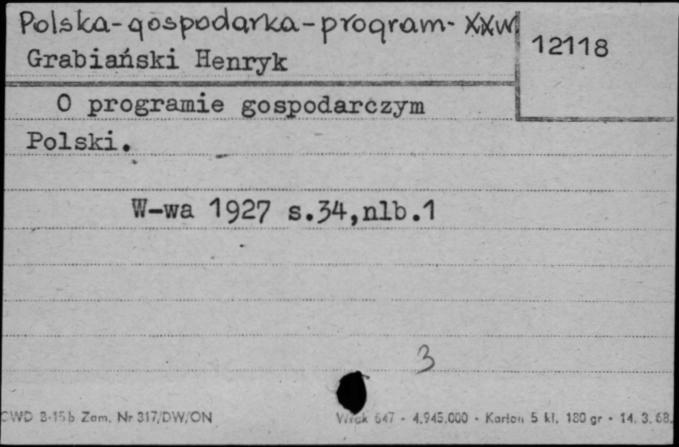 Polska-gospodarka-program- XXw
12118
Grabiański Henryk
O programie gospodarczym
Polski.
W-wa 1927 s.34,nlb.1
3
CWD 3-15b Zam. Nr 317/DW/ON
647 - 4.945.000 - Karton 5 kl. 180 gr - 14. 3. 68.